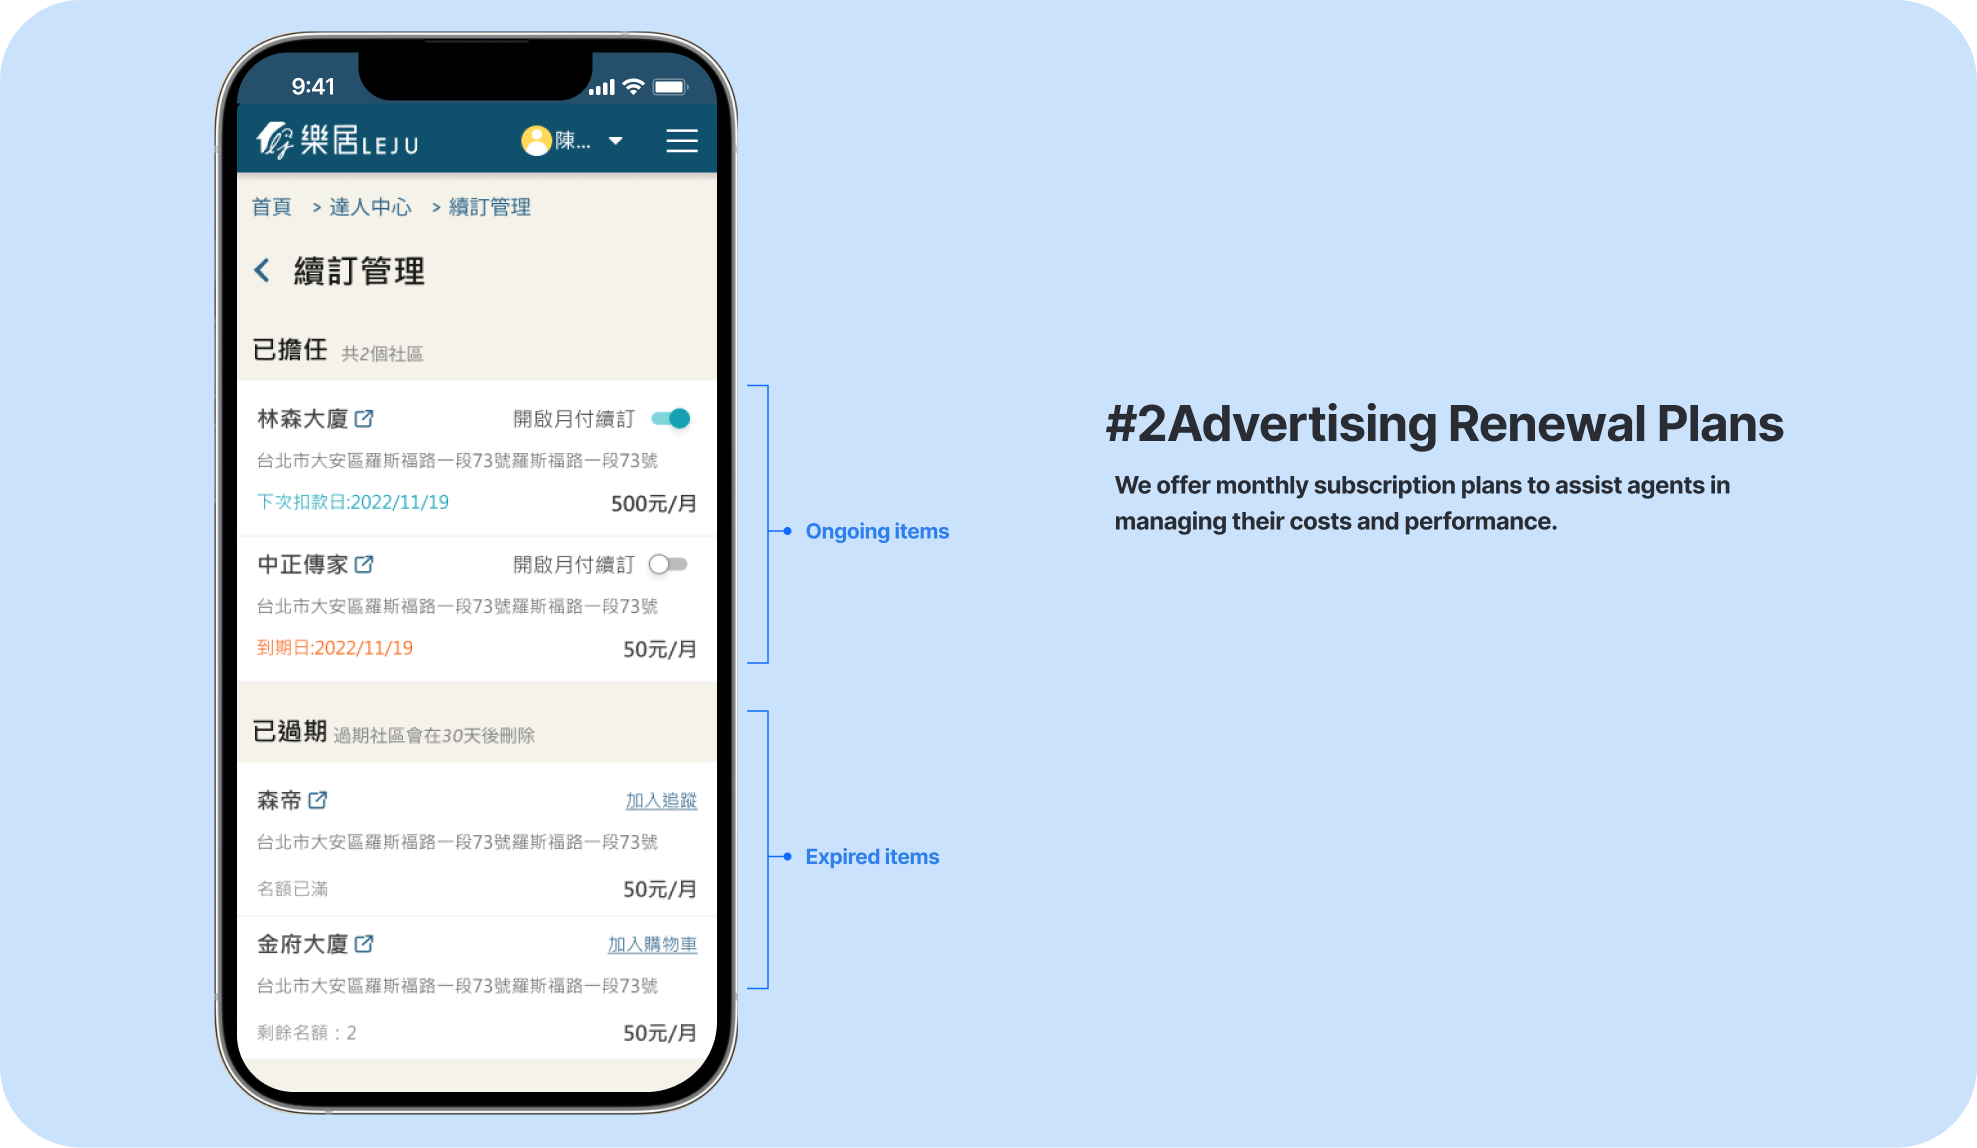 9:41
樂居LEJU
陳...
首頁 > 達人中心 > 續訂管理
續訂管理
已擔任 共2個社區
林森大廈 開啟月付續訂
台北市大安區羅斯福路一段73號羅斯福路一段73號
下次扣款日:2022/11/19 500元/月
中正傳家 開啟月付續訂
台北市大安區羅斯福路一段73號羅斯福路一段73號
到期日:2022/11/19 50元/月
已過期 過期社區會在30天後刪除
森帝 加入追蹤
台北市大安區羅斯福路一段73號羅斯福路一段73號
名額已滿 50元/月
金府大廈 加入購物車
台北市大安區羅斯福路一段73號羅斯福路一段73號
剩餘名額：2 50元/月
Ongoing items
Expired items
#2Advertising Renewal Plans
We offer monthly subscription plans to assist agents in
managing their costs and performance.